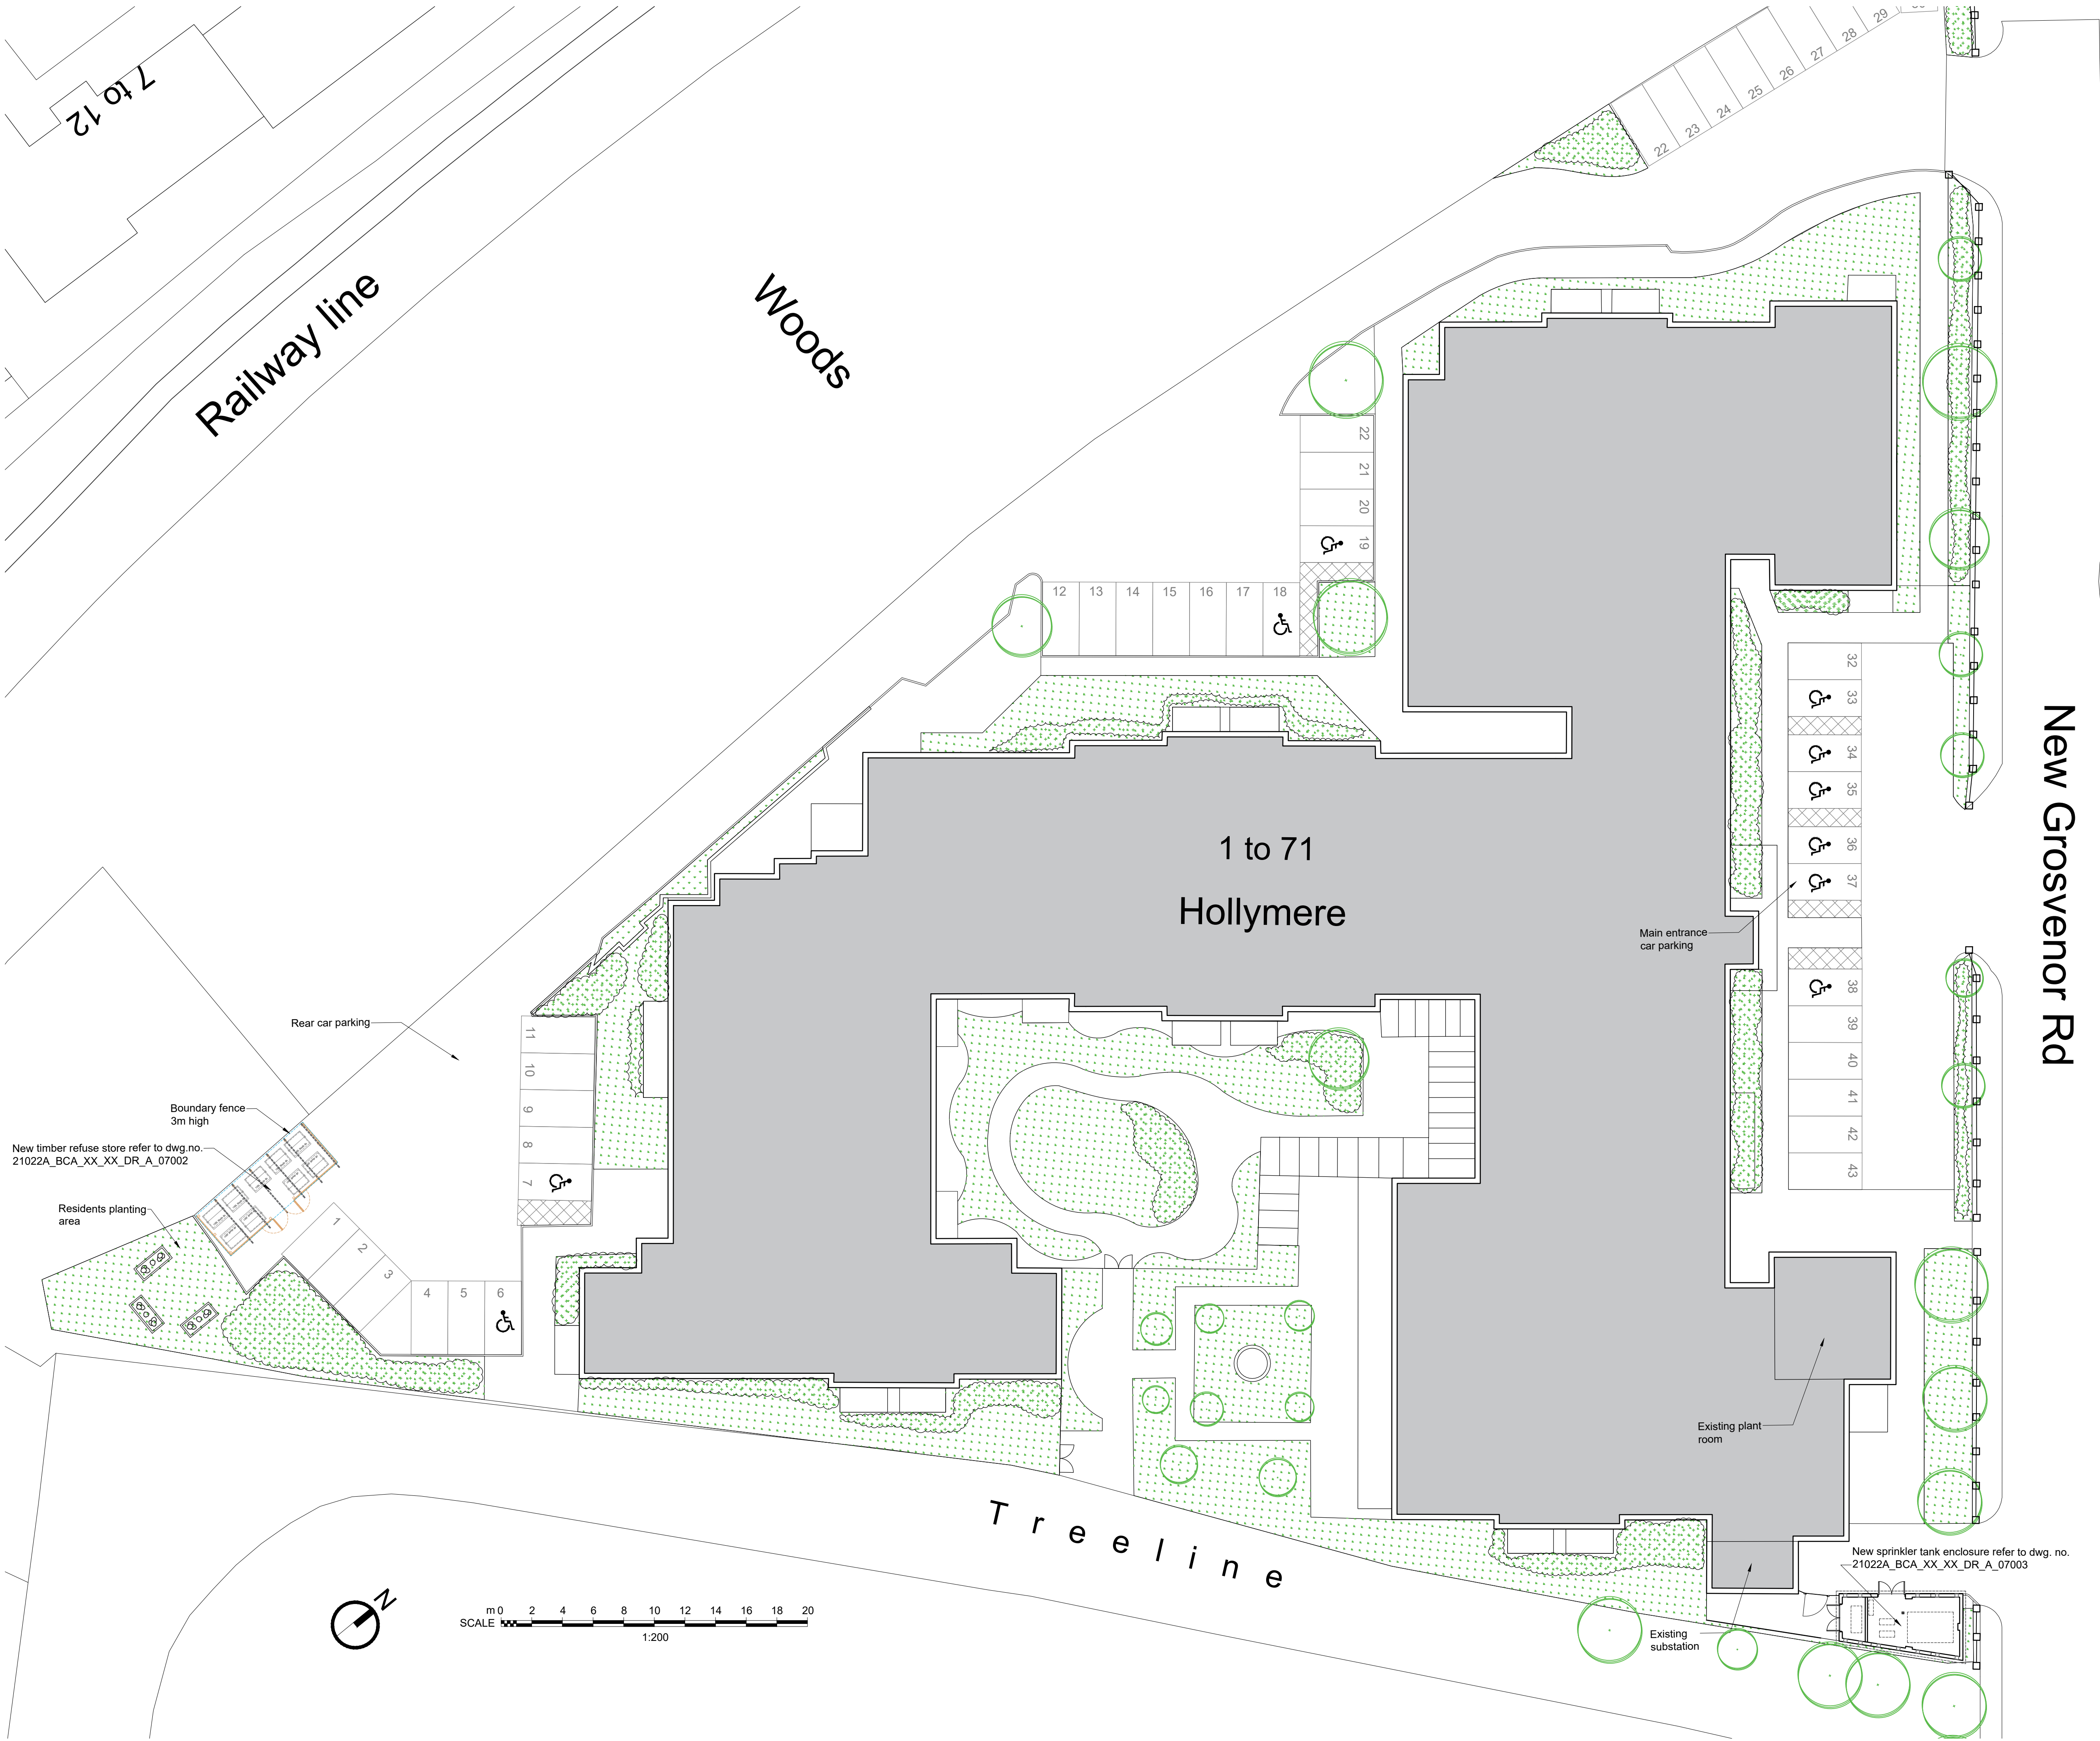 7 to 12
Railway line
Woods
22
23
24
25
26
27
28
29
22
21
20
19
12
13
14
15
16
17
18
32
33
34
35
36
37
38
39
40
41
42
43
New Grosvenor Rd
1 to 71
Hollymere
Main entrance
car parking
Rear car parking
11
10
9
8
7
Boundary fence
3m high
New timber refuse store refer to dwg.no.
21022A_BCA_XX_XX_DR_A_07002
Residents planting
area
1
2
3
4
5
6
Existing plant
room
Treeline
New sprinkler tank enclosure refer to dwg. no.
21022A_BCA_XX_XX_DR_A_07003
Existing
substation
N
m 0 2 4 6 8 10 12 14 16 18 20
SCALE
1:200